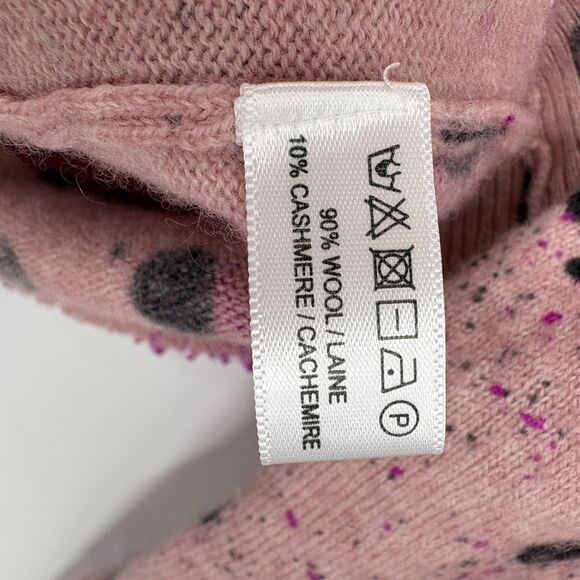 90% WOOL / LAINE
10% CASHMERE / CACHEMIRE
P